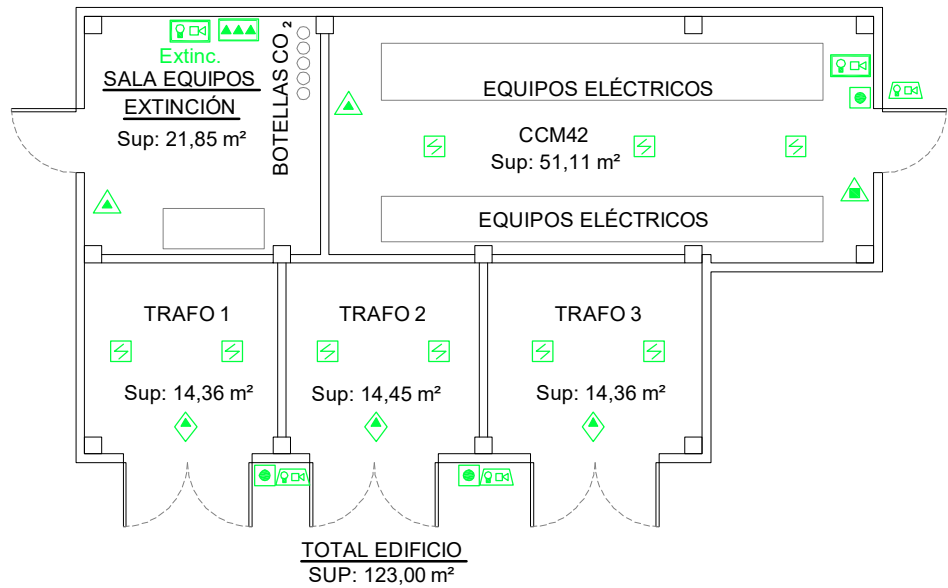 Extinc.
SALA EQUIPOS
EXTINCIÓN
Sup: 21,85 m²
BOTELLAS CO₂
EQUIPOS ELÉCTRICOS
CCM42
Sup: 51,11 m²
EQUIPOS ELÉCTRICOS
TRAFO 1
TRAFO 2
TRAFO 3
Sup: 14,36 m²
Sup: 14,45 m²
Sup: 14,36 m²
TOTAL EDIFICIO
SUP: 123,00 m²